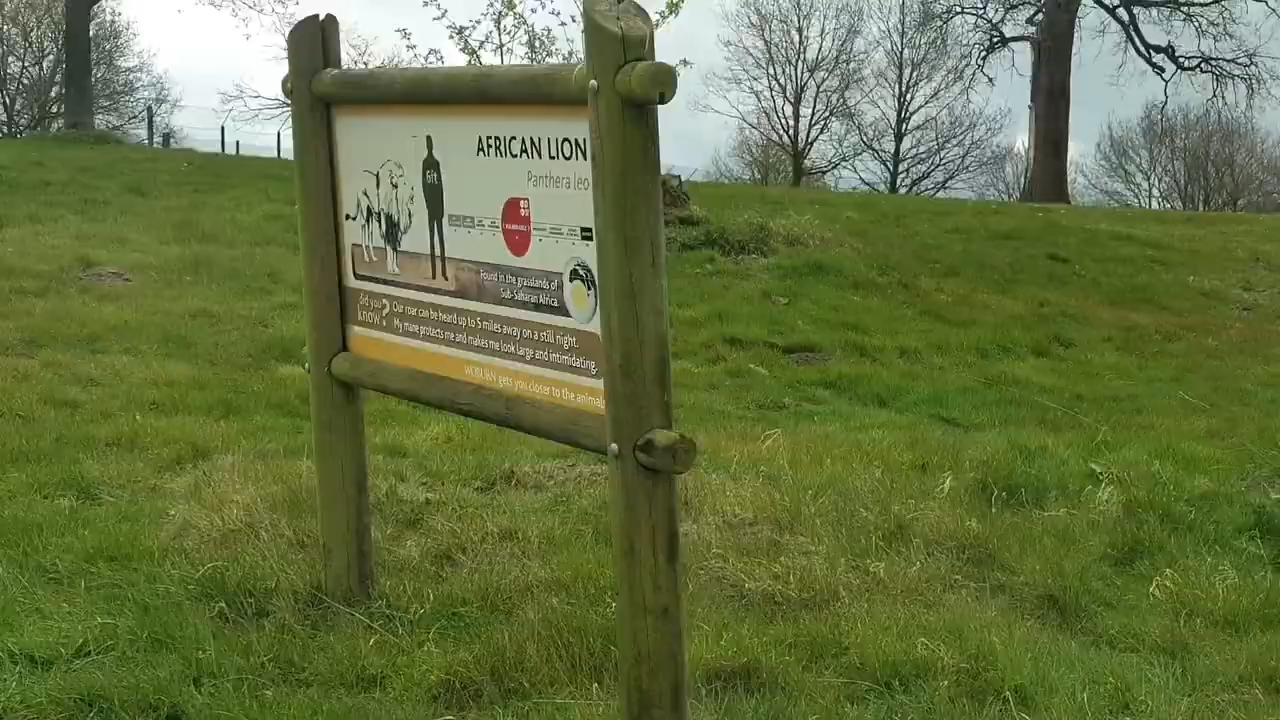 AFRICAN LION
Panthera leo
6ft
VULNERABLE
Found in the grasslands of
Sub-Saharan Africa.
did you
know?
Our roar can be heard up to 5 miles away on a still night.
My mane protects me and makes me look large and intimidating.
WOBURN gets you closer to the animals